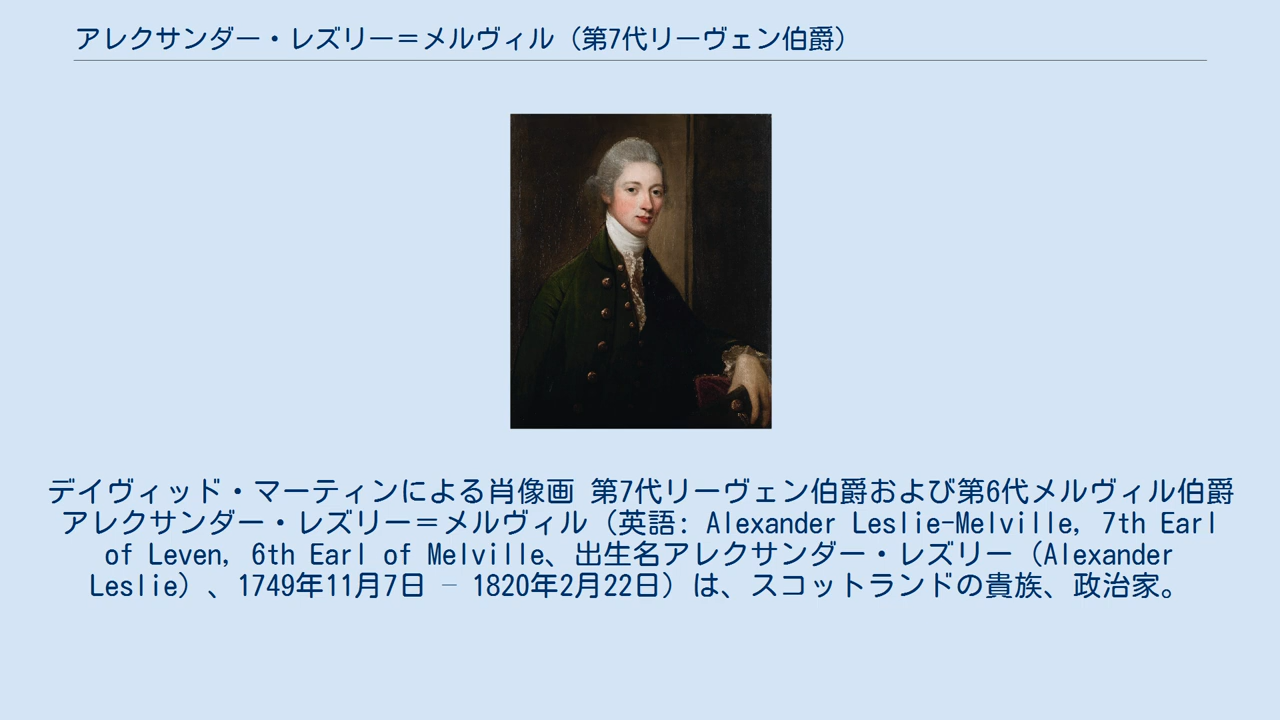 アレクサンダー・レズリー＝メルヴィル（第7代リーヴェン伯爵）
デイヴィッド・マーティンによる肖像画 第7代リーヴェン伯爵および第6代メルヴィル伯爵
アレクサンダー・レズリー＝メルヴィル（英語: Alexander Leslie-Melville, 7th Earl
of Leven, 6th Earl of Melville、出生名アレクサンダー・レズリー（Alexander
Leslie）、1749年11月7日 – 1820年2月22日）は、スコットランドの貴族、政治家。